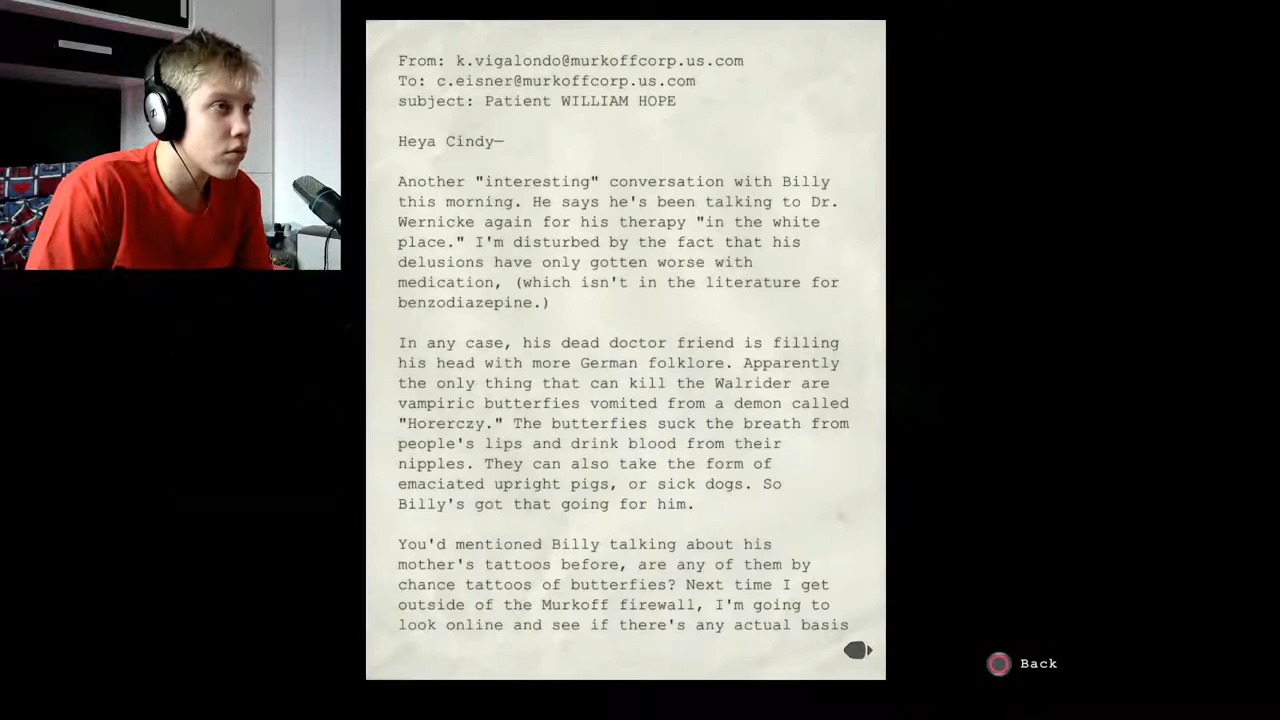 From: k.vigalondo@murkoffcorp.us.com
To: c.eisner@murkoffcorp.us.com
subject: Patient WILLIAM HOPE
Heya Cindy—
Another "interesting" conversation with Billy
this morning. He says he's been talking to Dr.
Wernicke again for his therapy "in the white
place." I'm disturbed by the fact that his
delusions have only gotten worse with
medication, (which isn't in the literature for
benzodiazepine.)
In any case, his dead doctor friend is filling
his head with more German folklore. Apparently
the only thing that can kill the Walrider are
vampiric butterfies vomited from a demon called
"Horerczy." The butterfies suck the breath from
people's lips and drink blood from their
nipples. They can also take the form of
emaciated upright pigs, or sick dogs. So
Billy's got that going for him.
You'd mentioned Billy talking about his
mother's tattoos before, are any of them by
chance tattoos of butterfies? Next time I get
outside of the Murkoff firewall, I'm going to
look online and see if there's any actual basis
Back